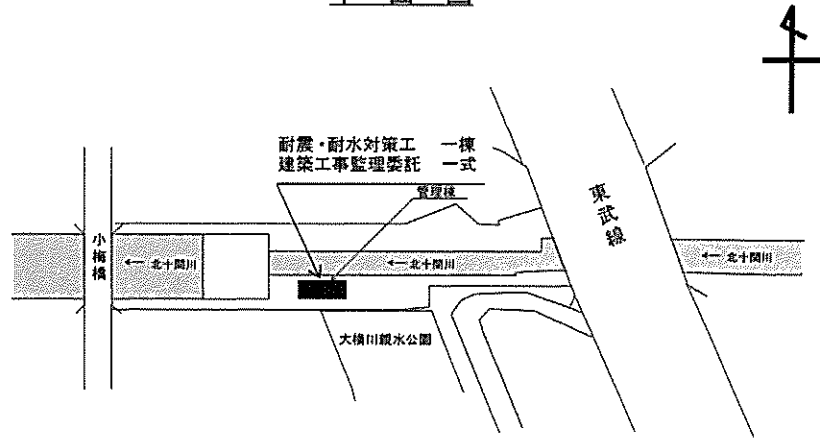 耐震・耐水対策工 一棟
建築工事監理委託 一式
管理棟
東武線
小梅橋
←北十間川
←北十間川
←北十間川
大横川親水公園